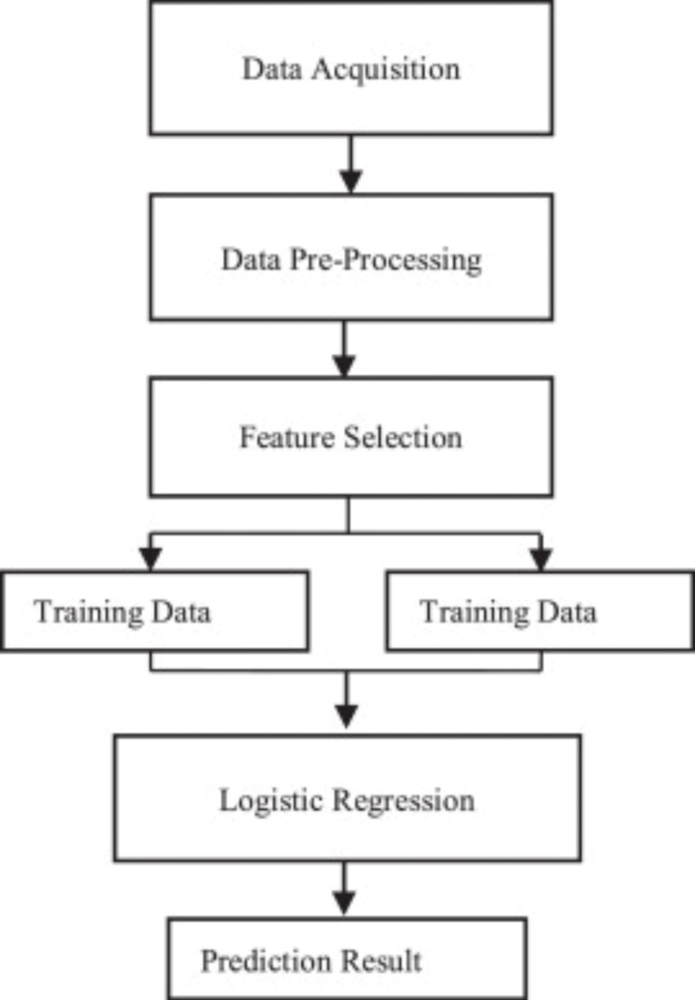 Data Acquisition
Data Pre-Processing
Feature Selection
Training Data
Training Data
Logistic Regression
Prediction Result